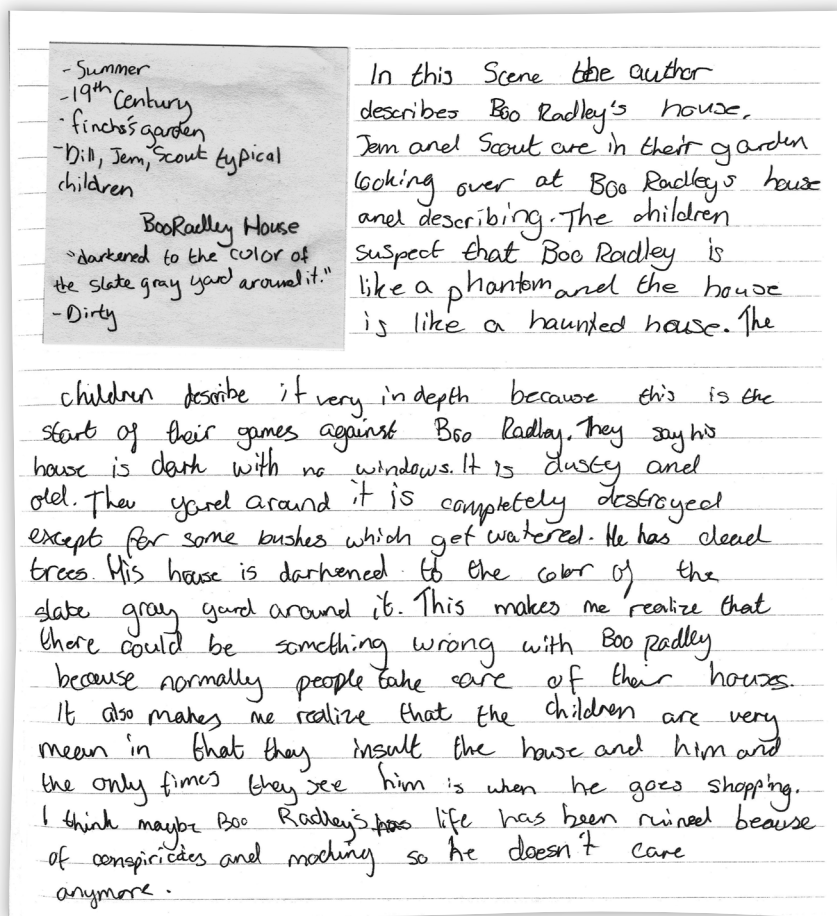 - Summer
- 19th Century
- finchs's garden
- Dill, Jem, Scout typical
children
Boo Radley House
"darkened to the color of
the slate gray yard around it."
- Dirty
In this Scene the author
describes Boo Radley's house.
Jem and Scout are in their garden
looking over at Boo Radley's house
and describing. The children
suspect that Boo Radley is
like a phantom and the house
is like a haunted house. The
children describe it very in depth because this is the
start of their games against Boo Radley. They say his
house is dark with no windows. It is dusty and
old. The yard around it is completely destroyed
except for some bushes which get watered. He has dead
trees. His house is darkened to the color of the
slate gray yard around it. This makes me realize that
there could be something wrong with Boo Radley
because normally people take care of their houses.
It also makes me realize that the children are very
mean in that they insult the house and him and
the only times they see him is when he goes shopping.
I think maybe Boo Radley's life has been ruined because
of conspiricies and mocking so he doesn't care
anymore.